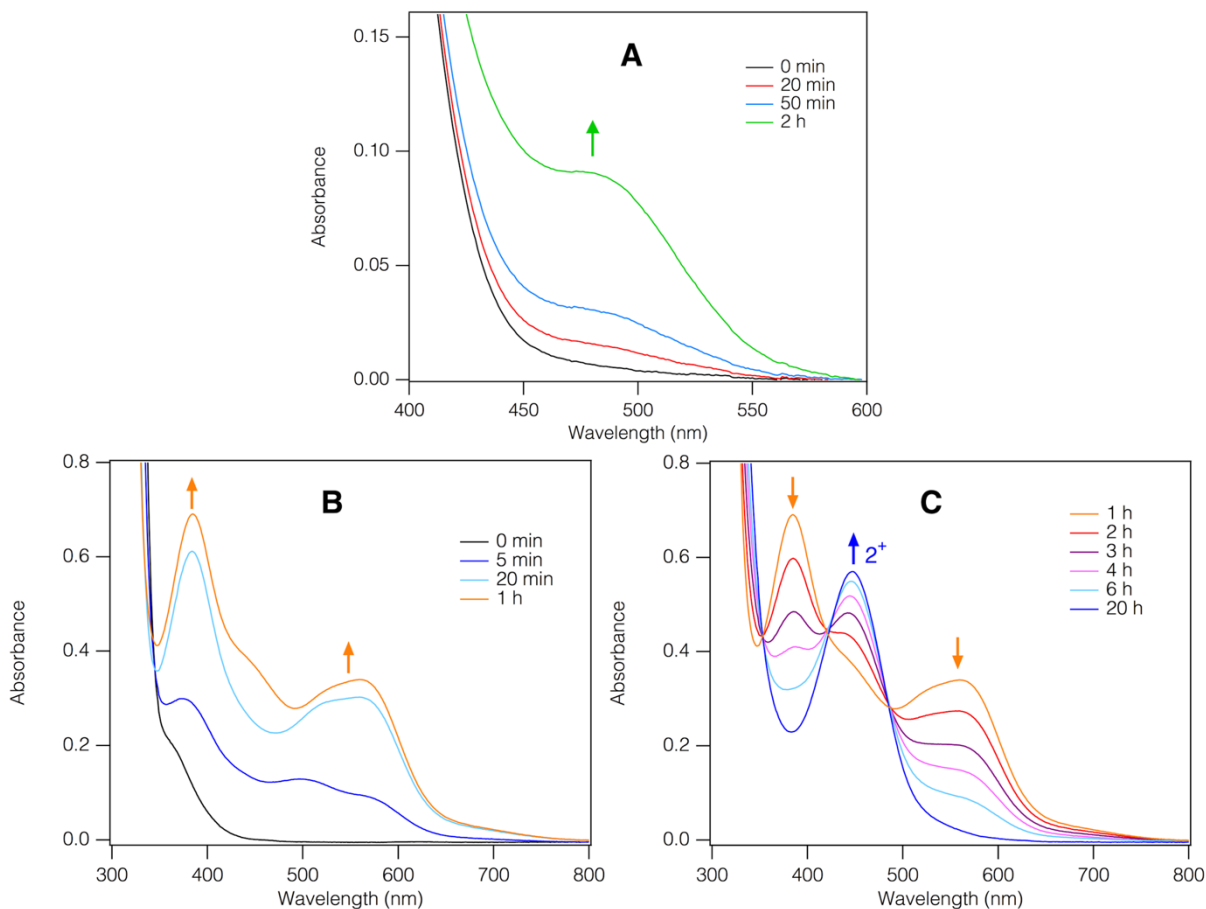 A
0 min
20 min
50 min
2 h
0.15
0.10
0.05
0.00
Absorbance
400
450
500
550
600
Wavelength (nm)
B
0 min
5 min
20 min
1 h
0.8
0.6
0.4
0.2
0.0
Absorbance
300
400
500
600
700
800
Wavelength (nm)
C
2+
1 h
2 h
3 h
4 h
6 h
20 h
0.8
0.6
0.4
0.2
0.0
Absorbance
300
400
500
600
700
800
Wavelength (nm)